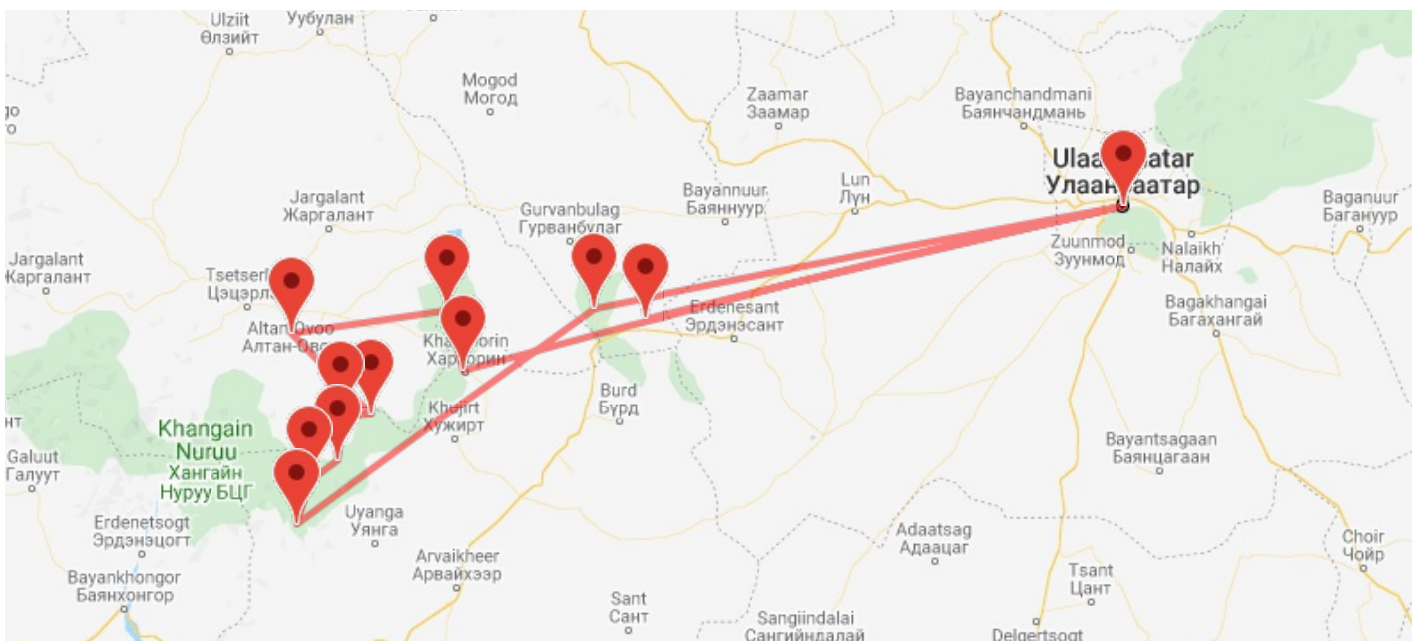 Ulziit
Өлзийт
Уубулан
Mogod
Могод
Zaamar
Заамар
Bayanchandmani
Баянчандмань
Jargalant
Жаргалант
Gurvanbulag
Гурванбулаг
Bayannuur
Баяннуур
Lun
Лүн
Baganuur
Багануур
Zuunmod
Зуунмод
Nalaikh
Налайх
Jargalant
Жаргалант
Erdenesant
Эрдэнэсант
Bagakhangai
Багахангай
Burd
Бүрд
Khujirt
Хужирт
Khangain
Nuruu
Хангайн
Нуруу БЦГ
Galuut
Галуут
Bayantsagaan
Баянцагаан
Uyanga
Уянга
Erdenetsogt
Эрдэнэцогт
Adaatsag
Адаацаг
Choir
Чойр
Arvaikheer
Арвайхээр
Bayankhongor
Баянхонгор
Tsant
Цант
Sant
Сант
Sangiindalai
Сангийндалай
Delgertsogt